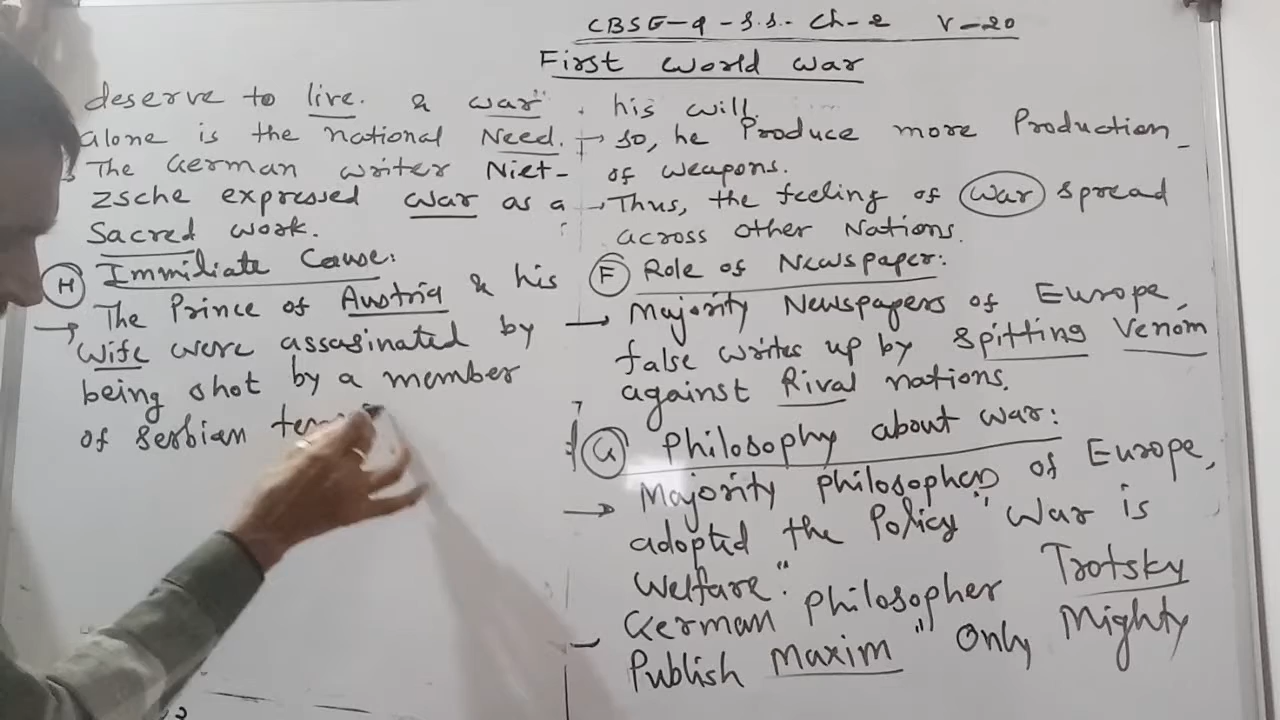 CBSE-9-S.S.- Ch-2 V-20
First World War
deserve to live. & war"
alone is the national Need.
The German writer Niet-
zsche expressed war as a
Sacred work.
H Immiliate Cause:
→ The Prince of Austria & his
wife were assasinated by
being shot by a member
of Serbian
his will.
→ So, he Produce more Production
of weapons.
→ Thus, the feeling of war spread
across other Nations.
F Role of Newspaper:
→ Majority Newspapers of Europe,
false writes up by spitting Venom
against Rival nations.
G Philosophy about war:
→ Majority philosophers of Europe,
adopted the Policy "War is
Welfare."
- German philosopher Trotsky
Publish Maxim "Only Mighty